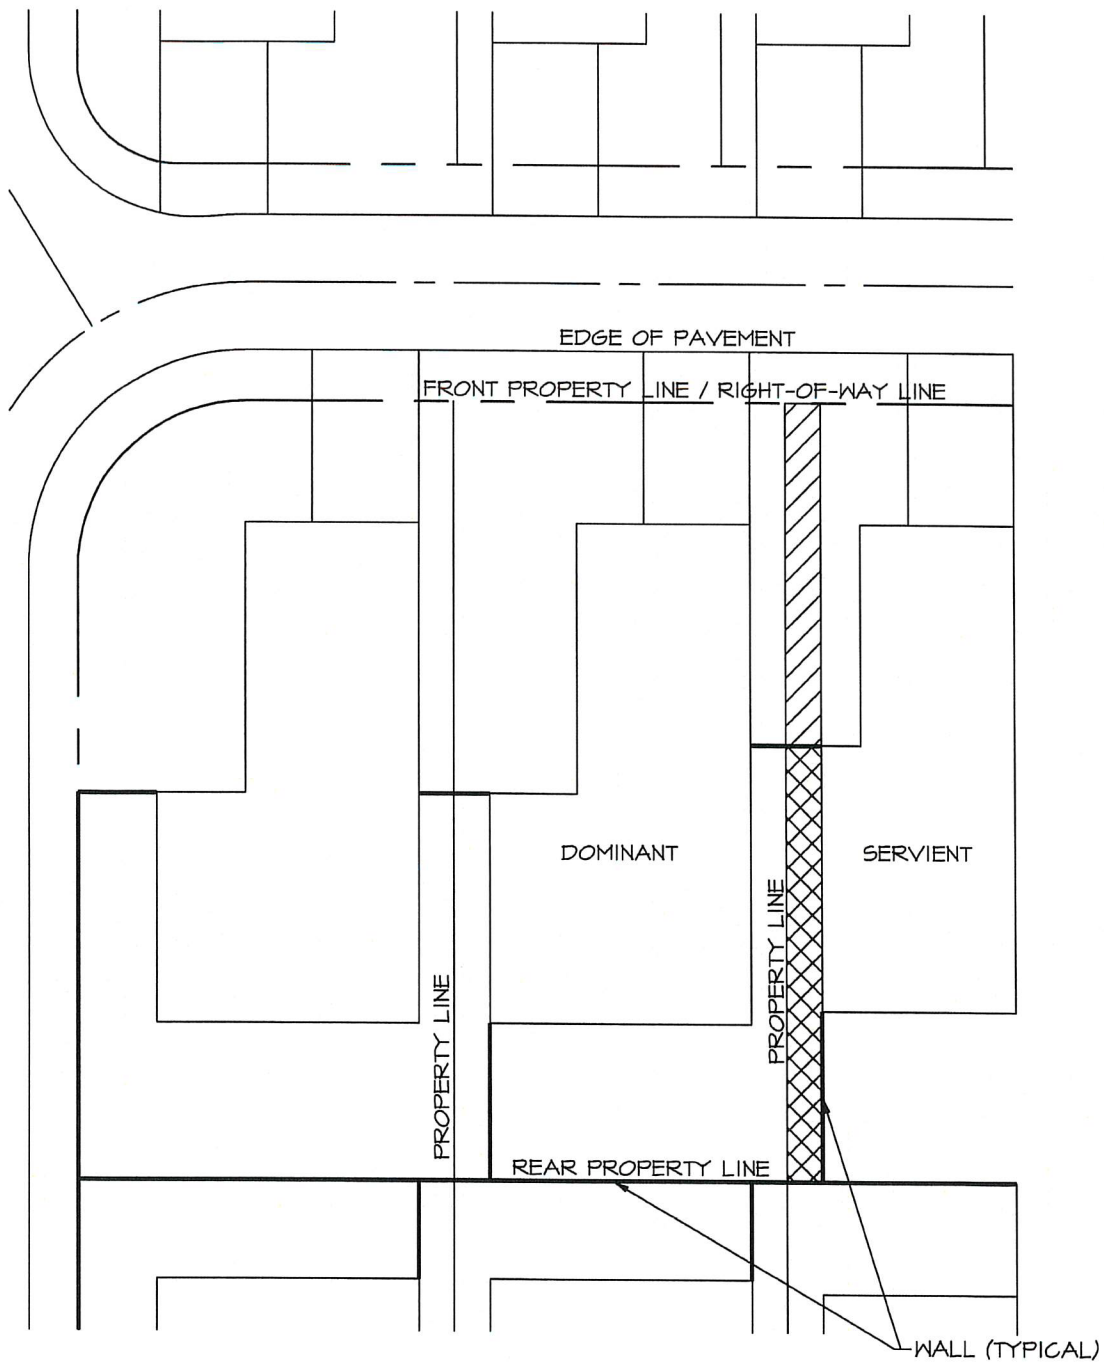 EDGE OF PAVEMENT
FRONT PROPERTY LINE / RIGHT-OF-WAY LINE
DOMINANT
SERVIENT
PROPERTY LINE
PROPERTY LINE
REAR PROPERTY LINE
WALL (TYPICAL)